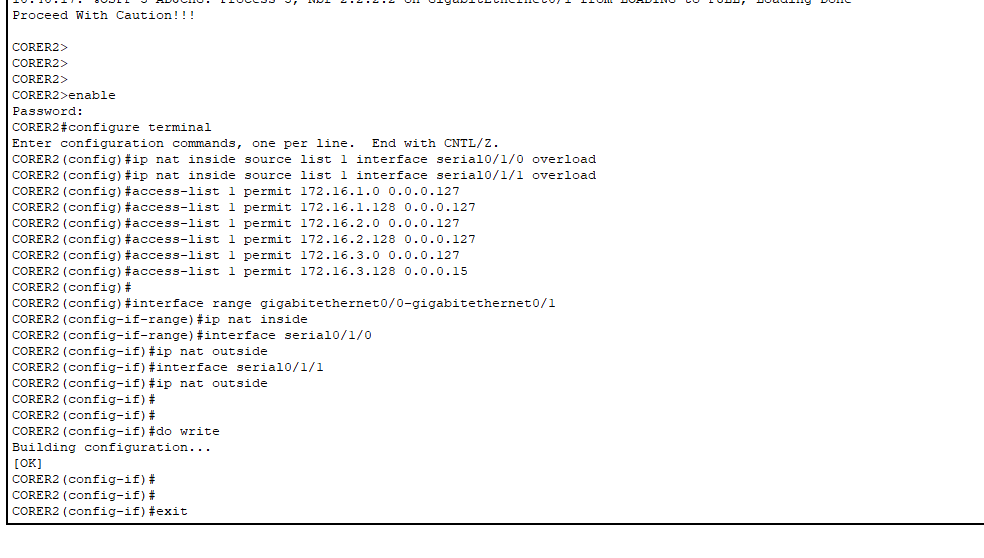 Proceed With Caution!!!
CORER2>
CORER2>
CORER2>
CORER2>enable
Password:
CORER2#configure terminal
Enter configuration commands, one per line.  End with CNTL/Z.
CORER2(config)#ip nat inside source list 1 interface serial0/1/0 overload
CORER2(config)#ip nat inside source list 1 interface serial0/1/1 overload
CORER2(config)#access-list 1 permit 172.16.1.0 0.0.0.127
CORER2(config)#access-list 1 permit 172.16.1.128 0.0.0.127
CORER2(config)#access-list 1 permit 172.16.2.0 0.0.0.127
CORER2(config)#access-list 1 permit 172.16.2.128 0.0.0.127
CORER2(config)#access-list 1 permit 172.16.3.0 0.0.0.127
CORER2(config)#access-list 1 permit 172.16.3.128 0.0.0.15
CORER2(config)#
CORER2(config)#interface range gigabitethernet0/0-gigabitethernet0/1
CORER2(config-if-range)#ip nat inside
CORER2(config-if-range)#interface serial0/1/0
CORER2(config-if)#ip nat outside
CORER2(config-if)#interface serial0/1/1
CORER2(config-if)#ip nat outside
CORER2(config-if)#
CORER2(config-if)#
CORER2(config-if)#do write
Building configuration...
[OK]
CORER2(config-if)#
CORER2(config-if)#
CORER2(config-if)#exit